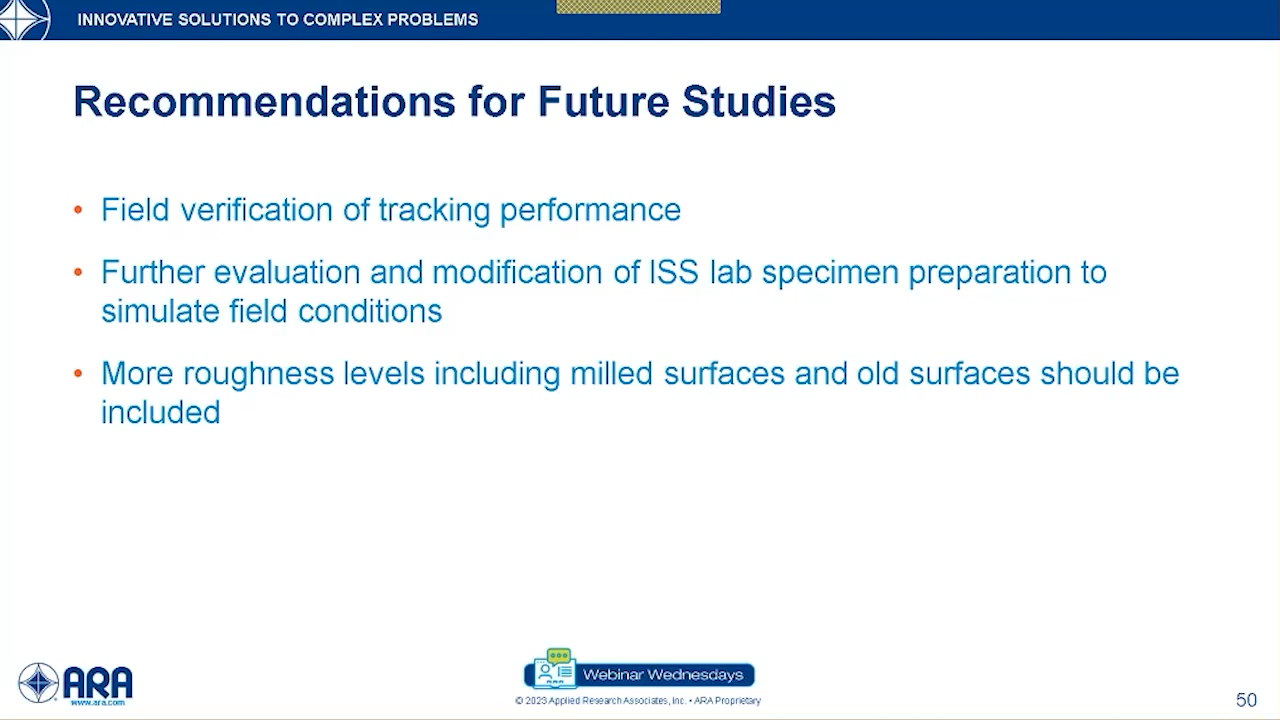 INNOVATIVE SOLUTIONS TO COMPLEX PROBLEMS
Recommendations for Future Studies
• Field verification of tracking performance
• Further evaluation and modification of ISS lab specimen preparation to
simulate field conditions
• More roughness levels including milled surfaces and old surfaces should be
included
ARA
www.ara.com
ARA
Webinar Wednesdays
© 2023 Applied Research Associates, Inc. • ARA Proprietary
50